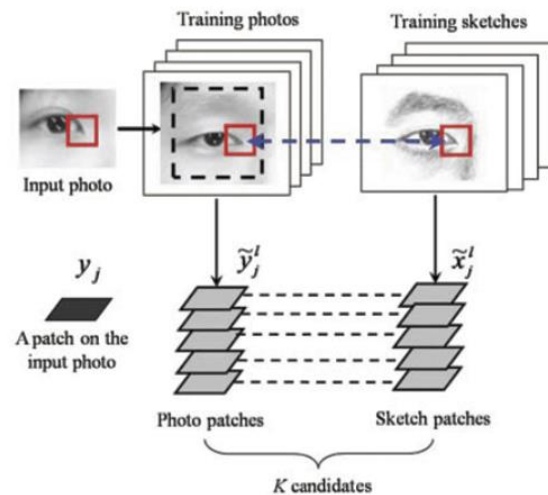 Training photos
Training sketches
Input photo
y_j
ỹ_j^l
x̃_j^l
A patch on the
input photo
Photo patches
Sketch patches
K candidates